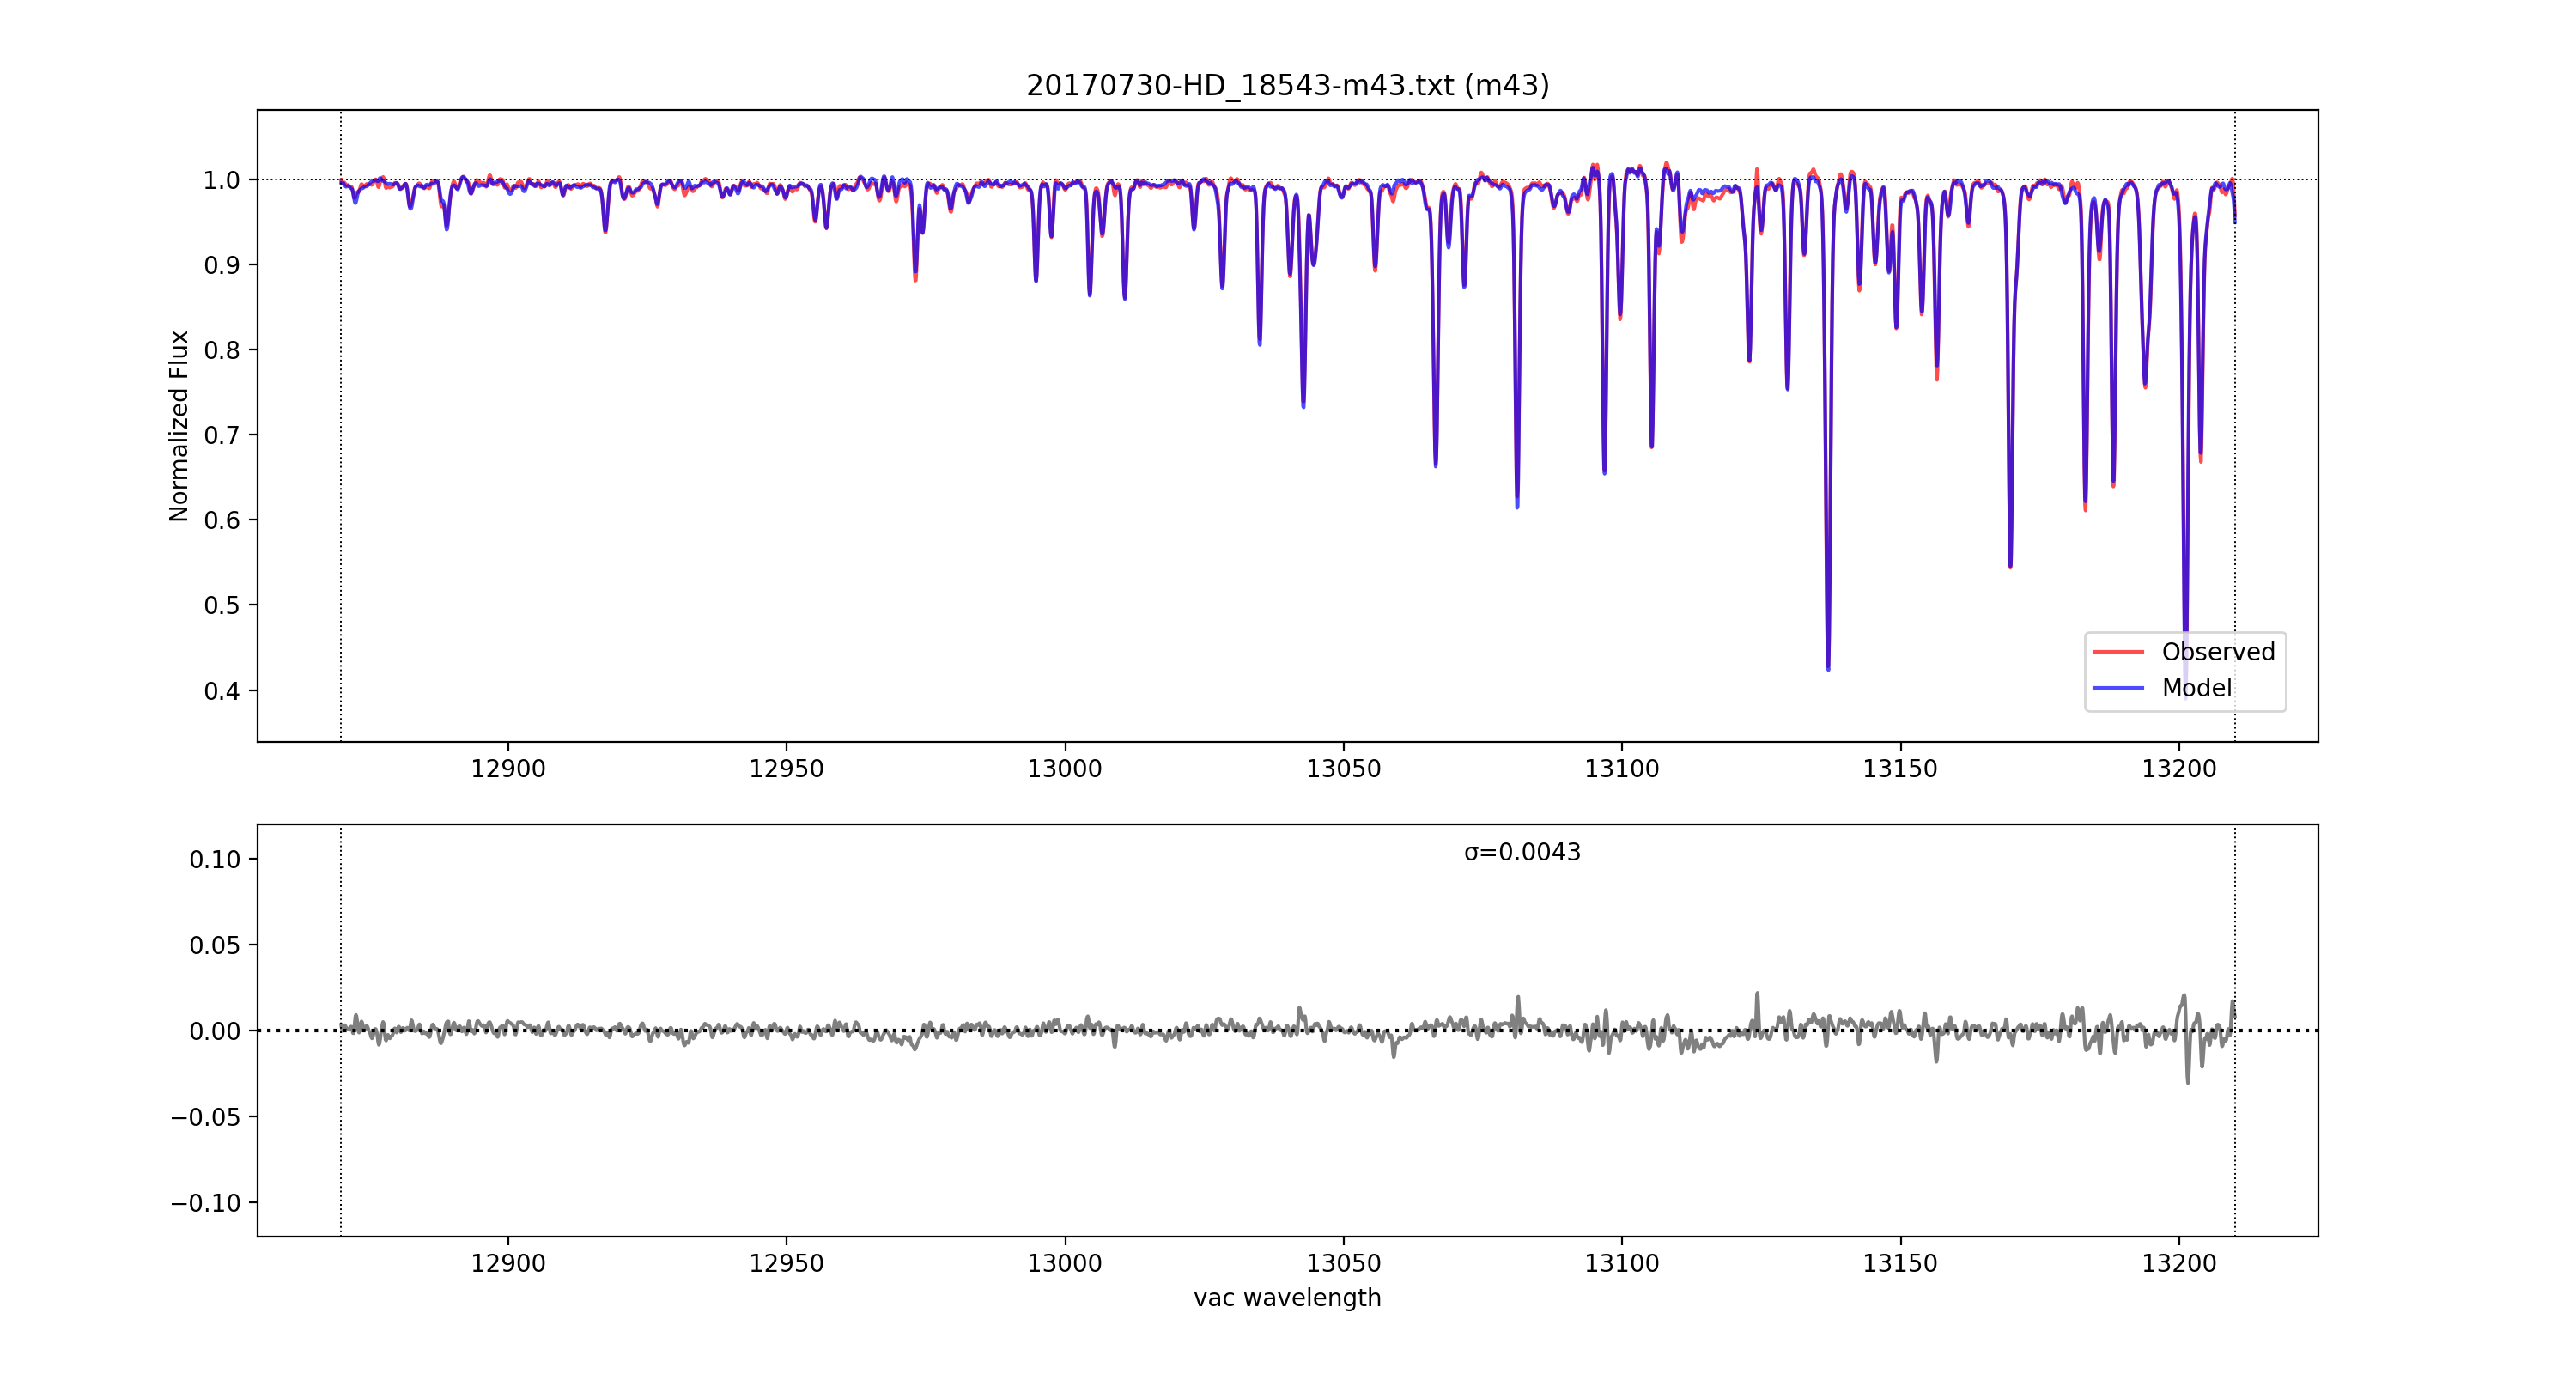 20170730-HD_18543-m43.txt (m43)
Normalized Flux
1.0
0.9
0.8
0.7
0.6
0.5
0.4
Observed
Model
12900 12950 13000 13050 13100 13150 13200
σ=0.0043
0.10
0.05
0.00
−0.05
−0.10
12900 12950 13000 13050 13100 13150 13200
vac wavelength